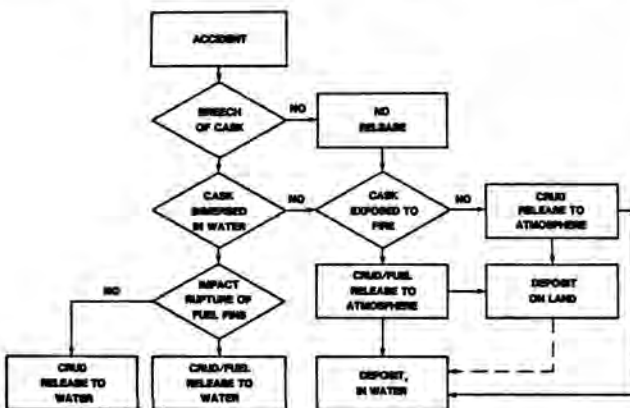 ACCIDENT
BREECH
OF CASK
NO
NO
RELEASE
CASK
IMMERSED
IN WATER
NO
CASK
EXPOSED TO
FIRE
NO
CRUD
RELEASE TO
ATMOSPHERE
NO
IMPACT
RUPTURE OF
FUEL PINS
CRUD/FUEL
RELEASE TO
ATMOSPHERE
DEPOSIT
ON LAND
CRUD
RELEASE TO
WATER
CRUD/FUEL
RELEASE TO
WATER
DEPOSIT,
IN WATER